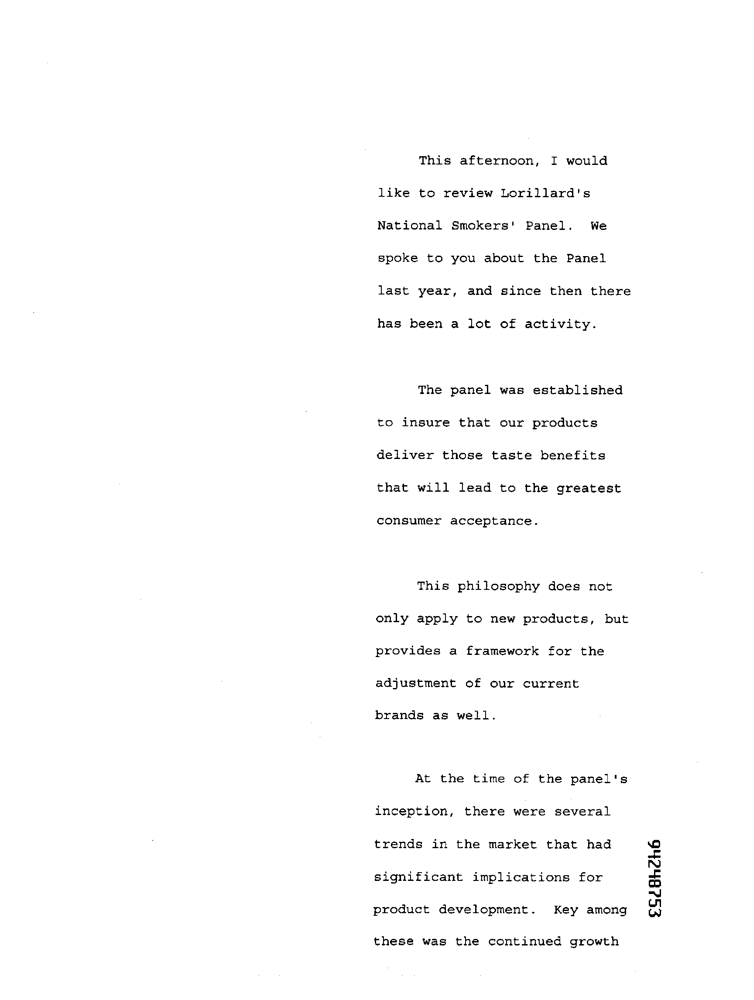 This afternoon, I would
like to review Lorillard's
National Smokers' Panel. We
spoke to you about the Panel
last year, and since then there
has been a lot of activity.
The panel was established
to insure that our products
deliver those taste benefits
that will lead to the greatest
consumer acceptance.
This philosophy does not
only apply to new products, but
provides a framework for the
adjustment of our current
brands as well.
At the time of the panel's
inception, there were several
trends in the market that had
significant implications for
product development. Key among
these was the continued growth
94248753